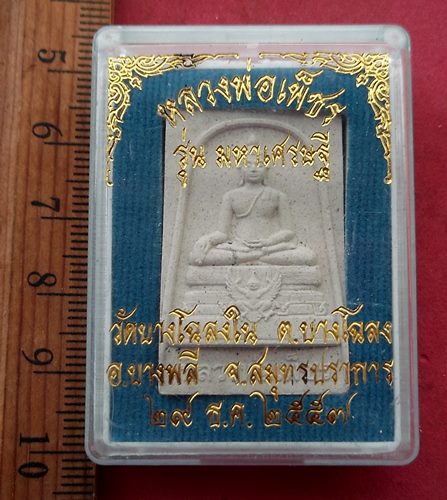 หลวงพ่อเพ็ชร
รุ่น มหาเศรษฐี
วัดบางโฉลงใน ต.บางโฉลง
อ.บางพลี จ.สมุทรปราการ
๒๙ ธ.ค.๒๕๕๗
5
6
7
8
9
10